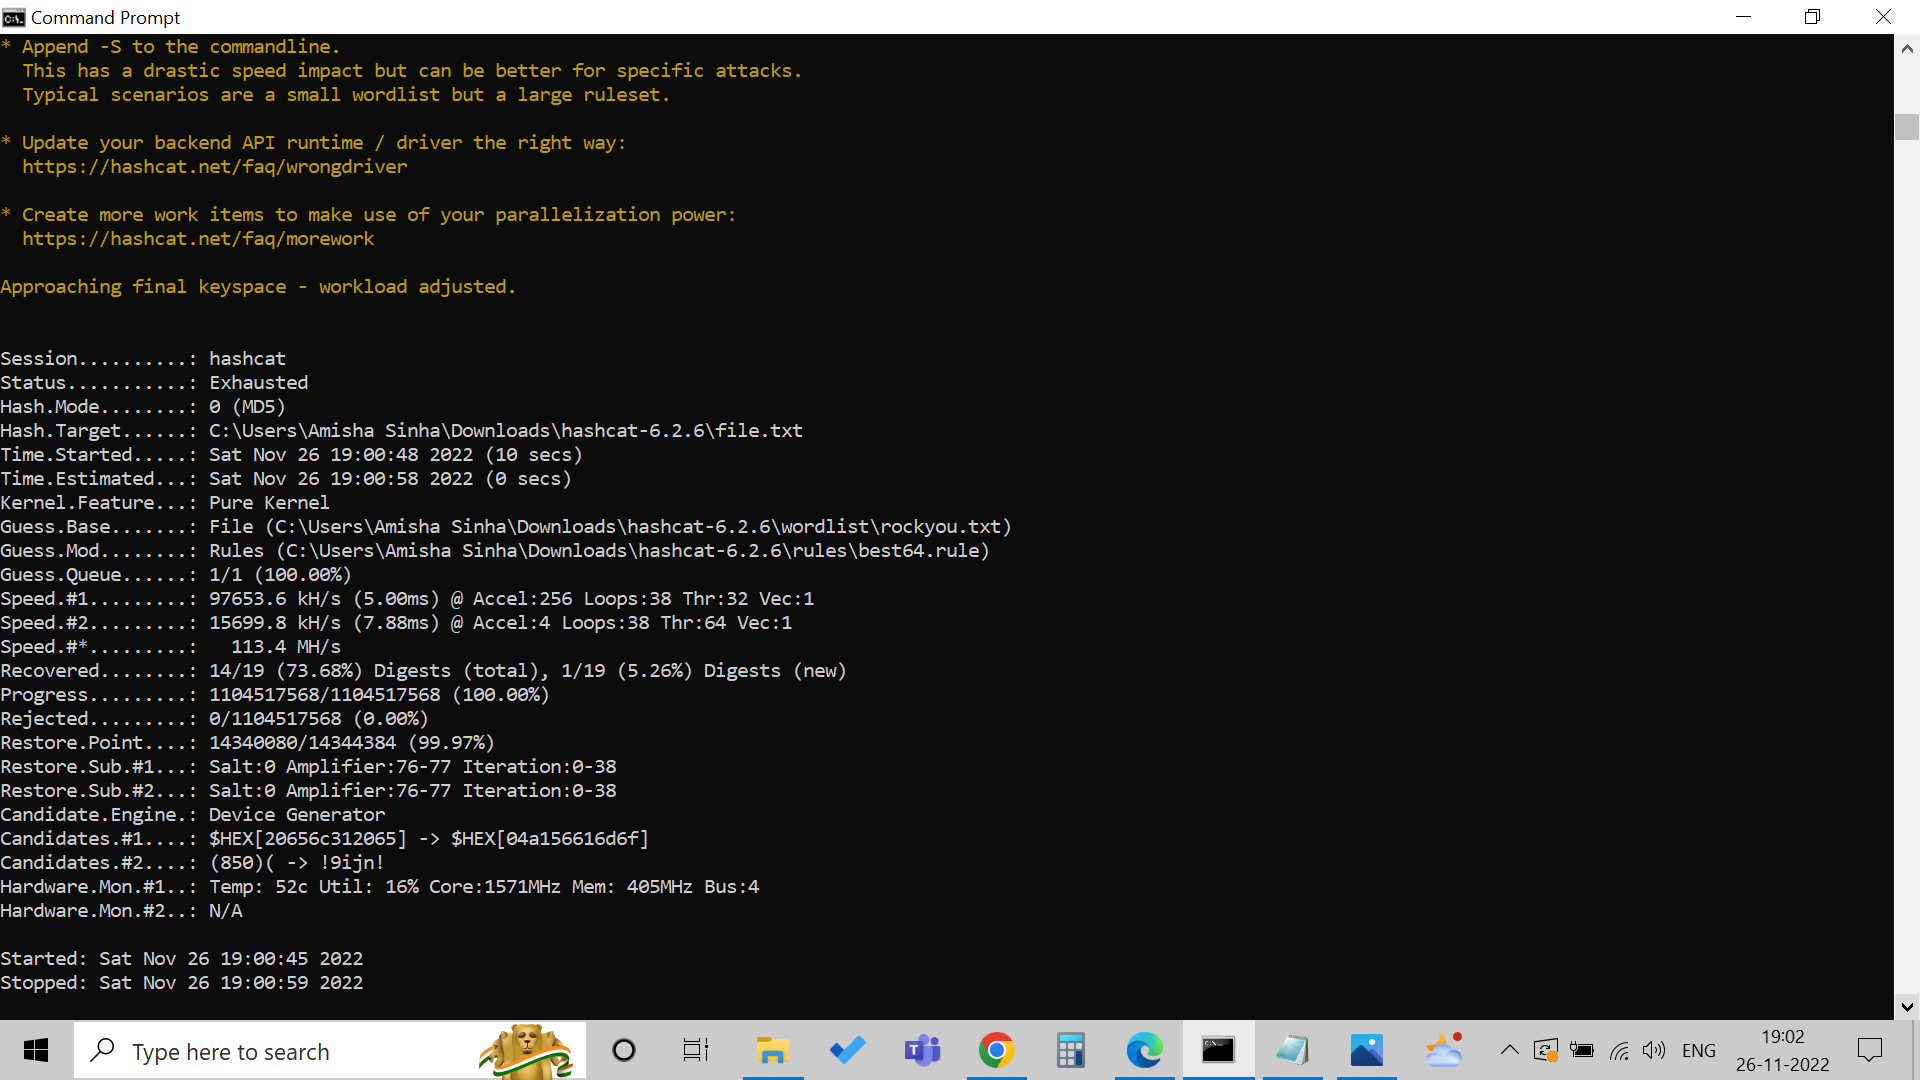 Command Prompt
* Append -S to the commandline.
This has a drastic speed impact but can be better for specific attacks.
Typical scenarios are a small wordlist but a large ruleset.
* Update your backend API runtime / driver the right way:
https://hashcat.net/faq/wrongdriver
* Create more work items to make use of your parallelization power:
https://hashcat.net/faq/morework
Approaching final keyspace - workload adjusted.
Session..........: hashcat
Status...........: Exhausted
Hash.Mode........: 0 (MD5)
Hash.Target......: C:\Users\Amisha Sinha\Downloads\hashcat-6.2.6\file.txt
Time.Started.....: Sat Nov 26 19:00:48 2022 (10 secs)
Time.Estimated...: Sat Nov 26 19:00:58 2022 (0 secs)
Kernel.Feature...: Pure Kernel
Guess.Base.......: File (C:\Users\Amisha Sinha\Downloads\hashcat-6.2.6\wordlist\rockyou.txt)
Guess.Mod........: Rules (C:\Users\Amisha Sinha\Downloads\hashcat-6.2.6\rules\best64.rule)
Guess.Queue......: 1/1 (100.00%)
Speed.#1.........: 97653.6 kH/s (5.00ms) @ Accel:256 Loops:38 Thr:32 Vec:1
Speed.#2.........: 15699.8 kH/s (7.88ms) @ Accel:4 Loops:38 Thr:64 Vec:1
Speed.#*.........:   113.4 MH/s
Recovered........: 14/19 (73.68%) Digests (total), 1/19 (5.26%) Digests (new)
Progress.........: 1104517568/1104517568 (100.00%)
Rejected.........: 0/1104517568 (0.00%)
Restore.Point....: 14340080/14344384 (99.97%)
Restore.Sub.#1...: Salt:0 Amplifier:76-77 Iteration:0-38
Restore.Sub.#2...: Salt:0 Amplifier:76-77 Iteration:0-38
Candidate.Engine.: Device Generator
Candidates.#1....: $HEX[20656c312065] -> $HEX[04a156616d6f]
Candidates.#2....: (850)( -> !9ijn!
Hardware.Mon.#1..: Temp: 52c Util: 16% Core:1571MHz Mem: 405MHz Bus:4
Hardware.Mon.#2..: N/A
Started: Sat Nov 26 19:00:45 2022
Stopped: Sat Nov 26 19:00:59 2022
Type here to search
ENG
19:02
26-11-2022